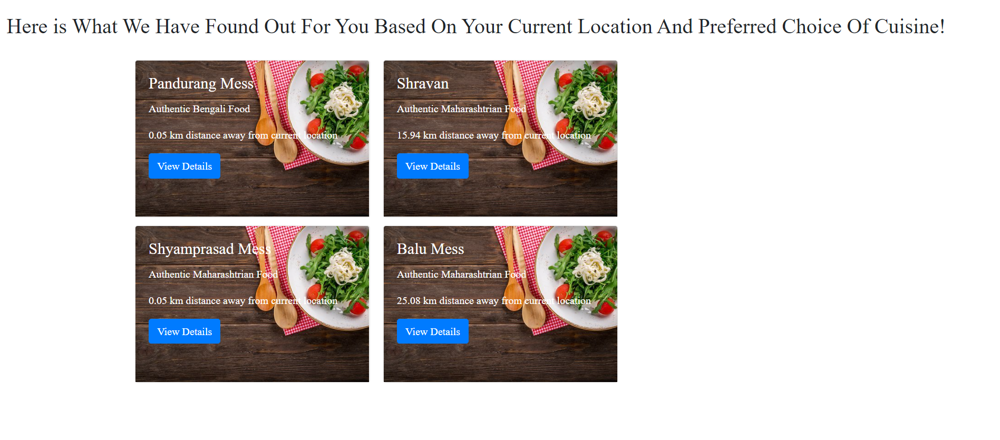 Here is What We Have Found Out For You Based On Your Current Location And Preferred Choice Of Cuisine!
Pandurang Mess
Authentic Bengali Food
0.05 km distance away from current location
View Details
Shravan
Authentic Maharashtrian Food
15.94 km distance away from current location
View Details
Shyamprasad Mess
Authentic Maharashtrian Food
0.05 km distance away from current location
View Details
Balu Mess
Authentic Maharashtrian Food
25.08 km distance away from current location
View Details